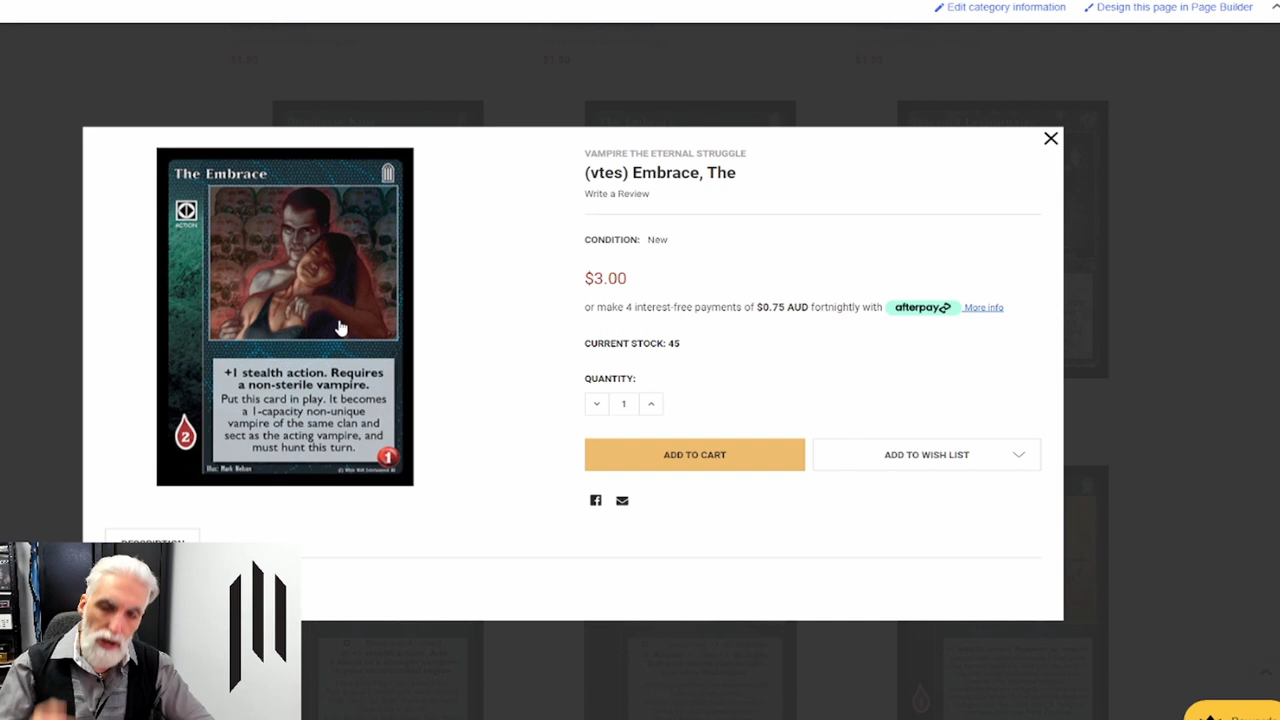 Edit category information
Design this page in Page Builder
The Embrace
ACTION
+1 stealth action. Requires
a non-sterile vampire.
Put this card in play. It becomes
a 1-capacity non-unique
vampire of the same clan and
sect as the acting vampire, and
must hunt this turn.
2
1
VAMPIRE THE ETERNAL STRUGGLE
(vtes) Embrace, The
Write a Review
CONDITION: New
$3.00
or make 4 interest-free payments of $0.75 AUD fortnightly with afterpay More info
CURRENT STOCK: 45
QUANTITY:
1
ADD TO CART
ADD TO WISH LIST
DESCRIPTION